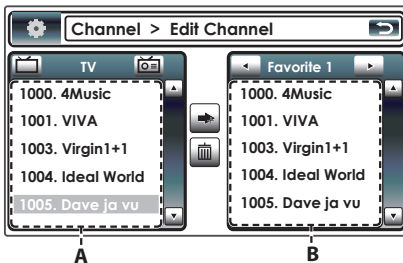 Channel > Edit Channel
TV
1000. 4Music
1001. VIVA
1003. Virgin1+1
1004. Ideal World
1005. Dave ja vu
Favorite 1
1000. 4Music
1001. VIVA
1003. Virgin1+1
1004. Ideal World
1005. Dave ja vu
A
B